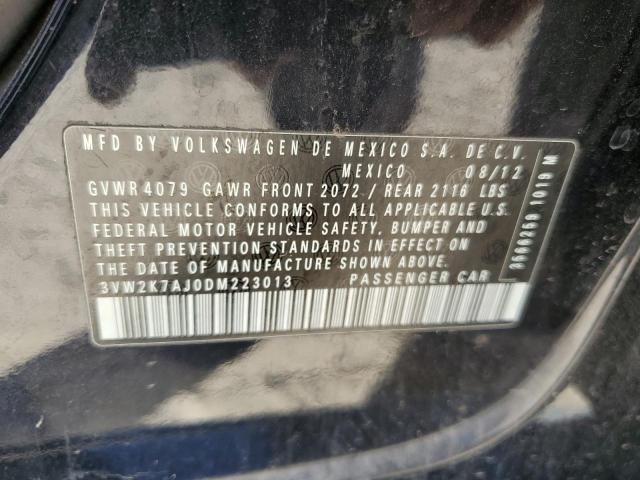 MFD BY VOLKSWAGEN DE MEXICO S.A. DE C.V.
MEXICO 08/12
GVWR 4079 GAWR FRONT 2072 / REAR 2116 LBS
THIS VEHICLE CONFORMS TO ALL APPLICABLE U.S.
FEDERAL MOTOR VEHICLE SAFETY, BUMPER AND
THEFT PREVENTION STANDARDS IN EFFECT ON
THE DATE OF MANUFACTURE SHOWN ABOVE.
3VW2K7AJ0DM223013 PASSENGER CAR
1019 M